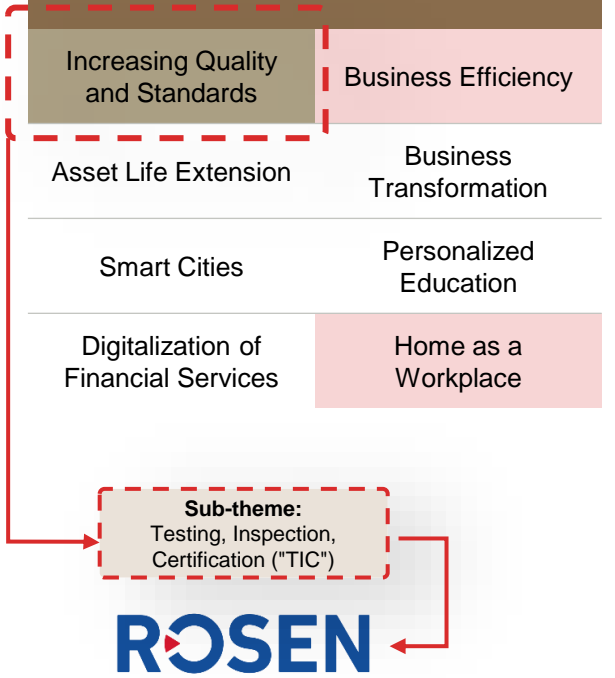 Increasing Quality
and Standards
Business Efficiency
Asset Life Extension
Business
Transformation
Smart Cities
Personalized
Education
Digitalization of
Financial Services
Home as a
Workplace
Sub-theme:
Testing, Inspection,
Certification ("TIC")
ROSEN